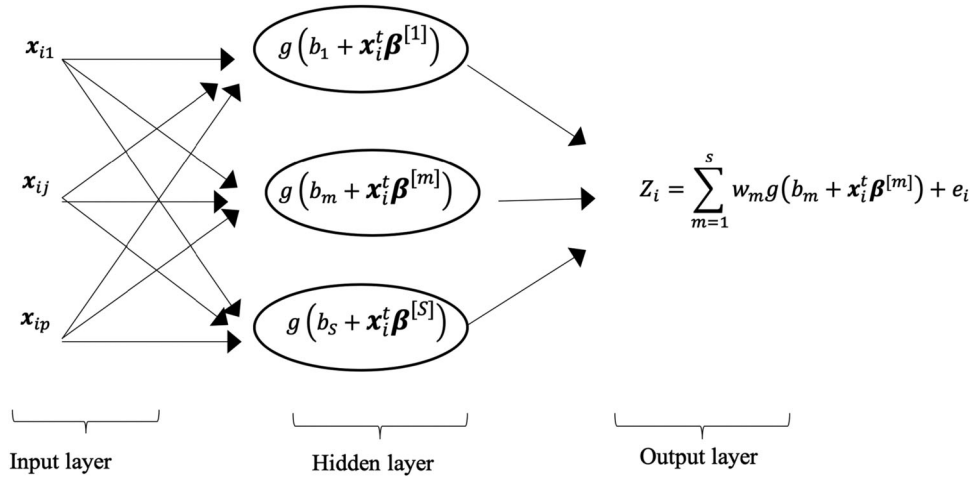 x_{i1}
g(b_1 + x_i^t β^{[1]})
x_{ij}
g(b_m + x_i^t β^{[m]})
Z_i = \sum_{m=1}^{s} w_m g(b_m + x_i^t β^{[m]}) + e_i
x_{ip}
g(b_S + x_i^t β^{[S]})
Input layer
Hidden layer
Output layer